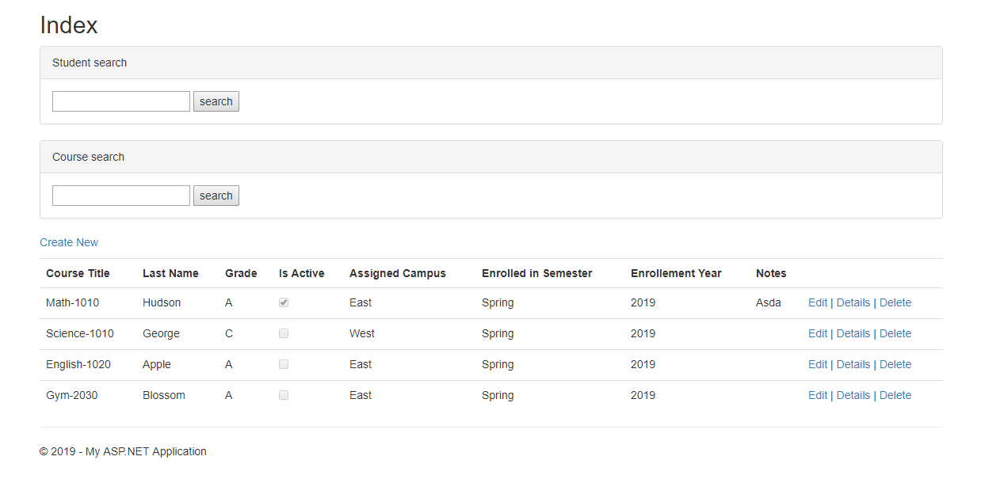 Index
Student search
search
Course search
search
Create New
Course Title Last Name Grade Is Active Assigned Campus Enrolled in Semester Enrollement Year Notes
Math-1010 Hudson A East Spring 2019 Asda Edit | Details | Delete
Science-1010 George C West Spring 2019 Edit | Details | Delete
English-1020 Apple A East Spring 2019 Edit | Details | Delete
Gym-2030 Blossom A East Spring 2019 Edit | Details | Delete
© 2019 - My ASP.NET Application